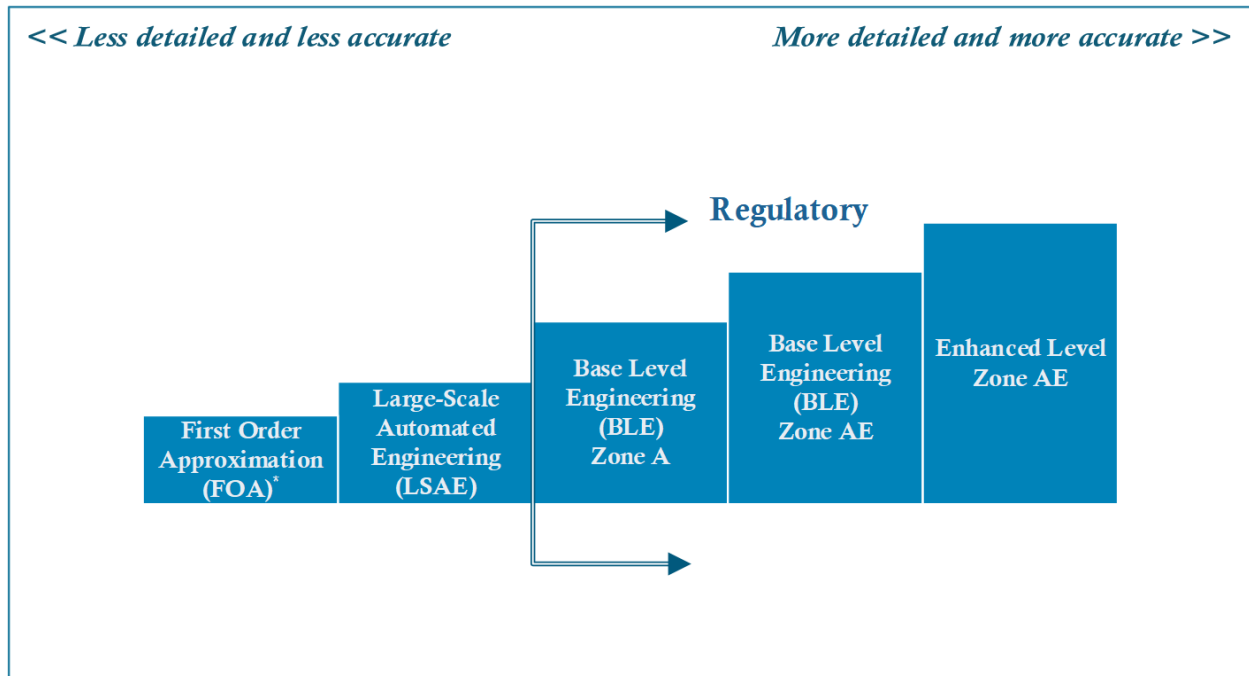 << Less detailed and less accurate
More detailed and more accurate >>
Regulatory
First Order
Approximation
(FOA)*
Large-Scale
Automated
Engineering
(LSAE)
Base Level
Engineering
(BLE)
Zone A
Base Level
Engineering
(BLE)
Zone AE
Enhanced Level
Zone AE